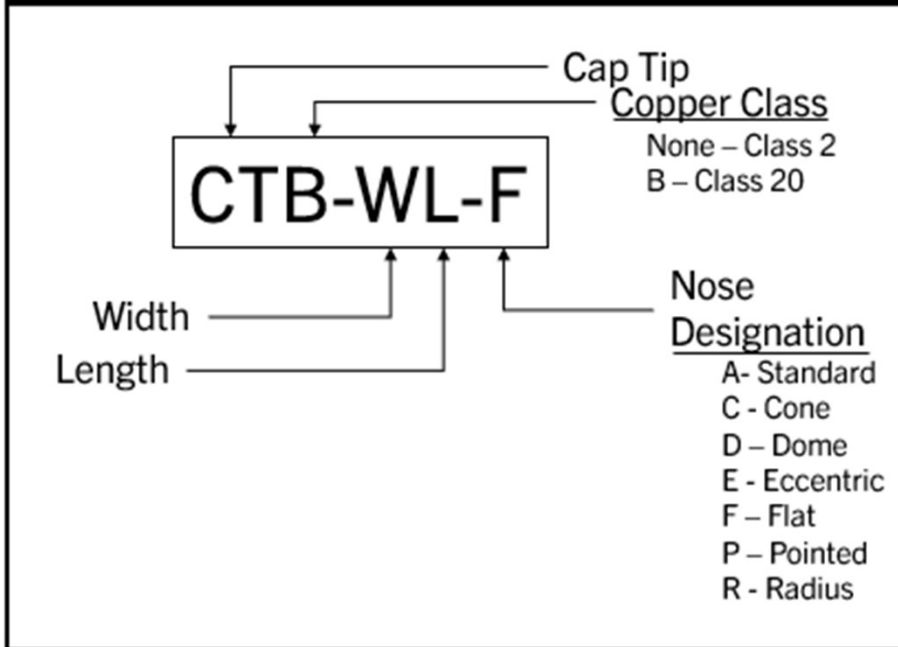 Cap Tip
Copper Class
None – Class 2
B – Class 20
CTB-WL-F
Width
Length
Nose
Designation
A- Standard
C - Cone
D – Dome
E - Eccentric
F – Flat
P – Pointed
R - Radius